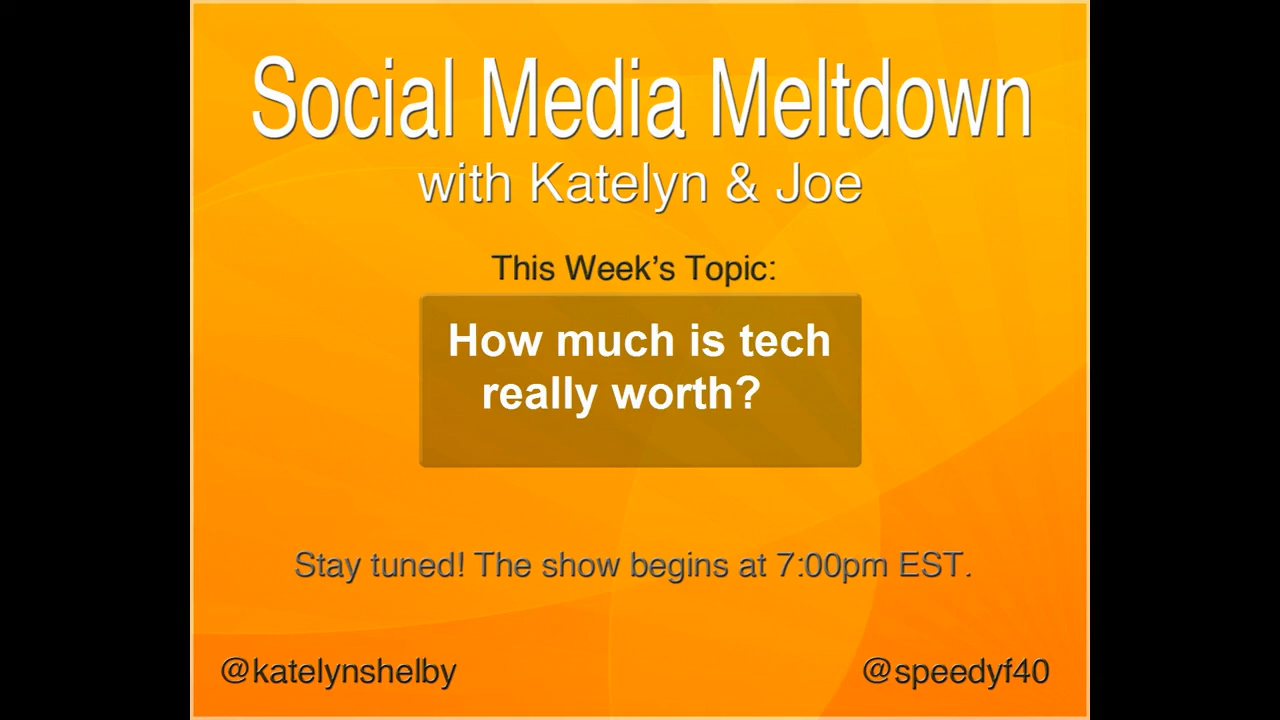 Social Media Meltdown
with Katelyn & Joe
This Week’s Topic:
How much is tech
really worth?
Stay tuned! The show begins at 7:00pm EST.
@katelynshelby
@speedyf40